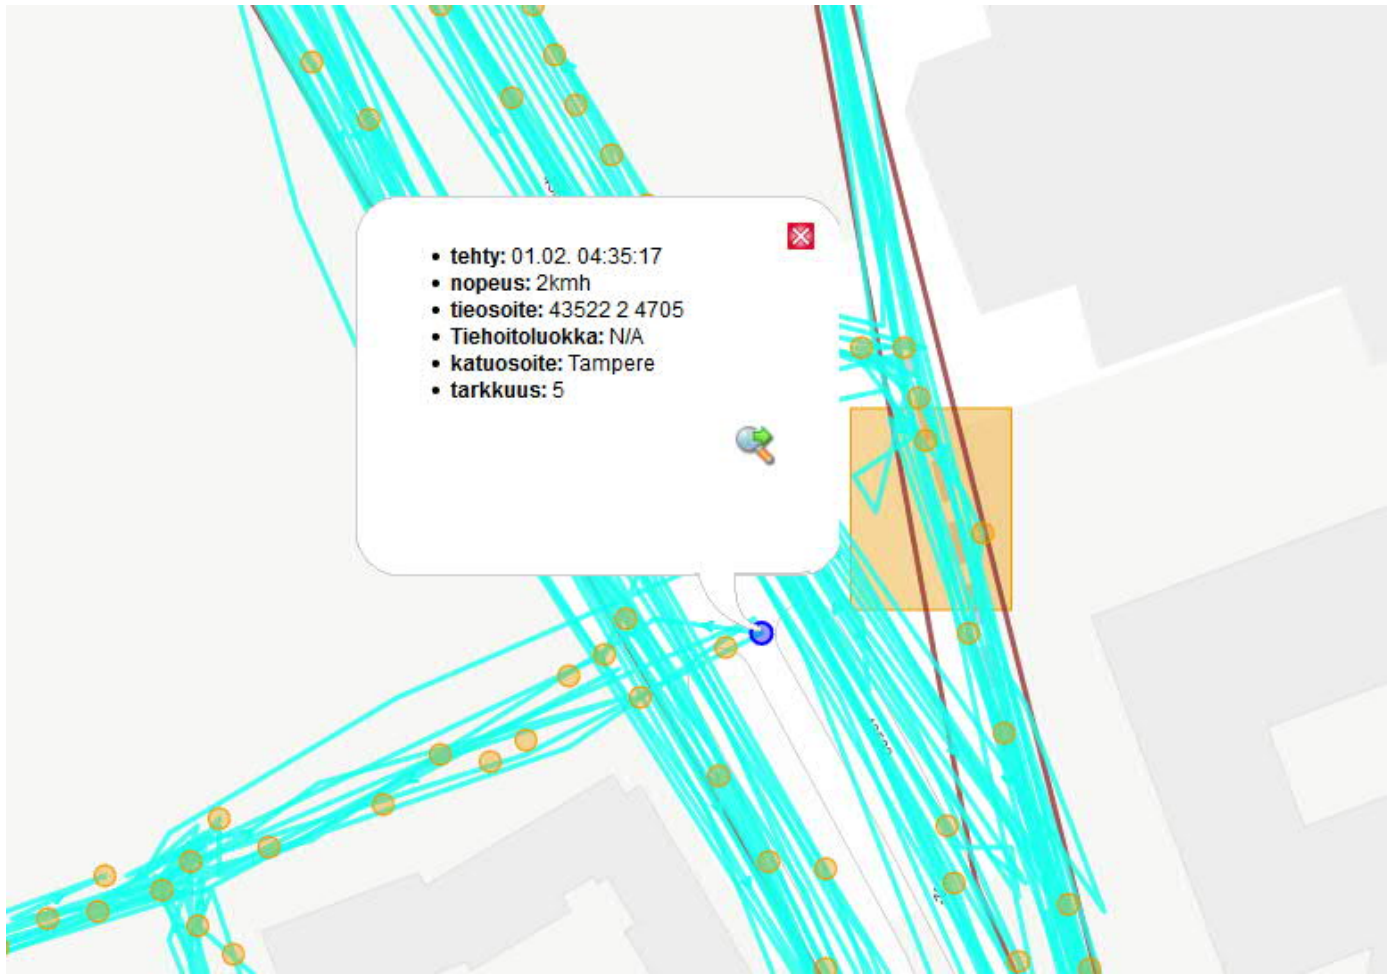 tehty: 01.02. 04:35:17
nopeus: 2kmh
tieosoite: 43522 2 4705
Tiehoitoluokka: N/A
katuosoite: Tampere
tarkkuus: 5